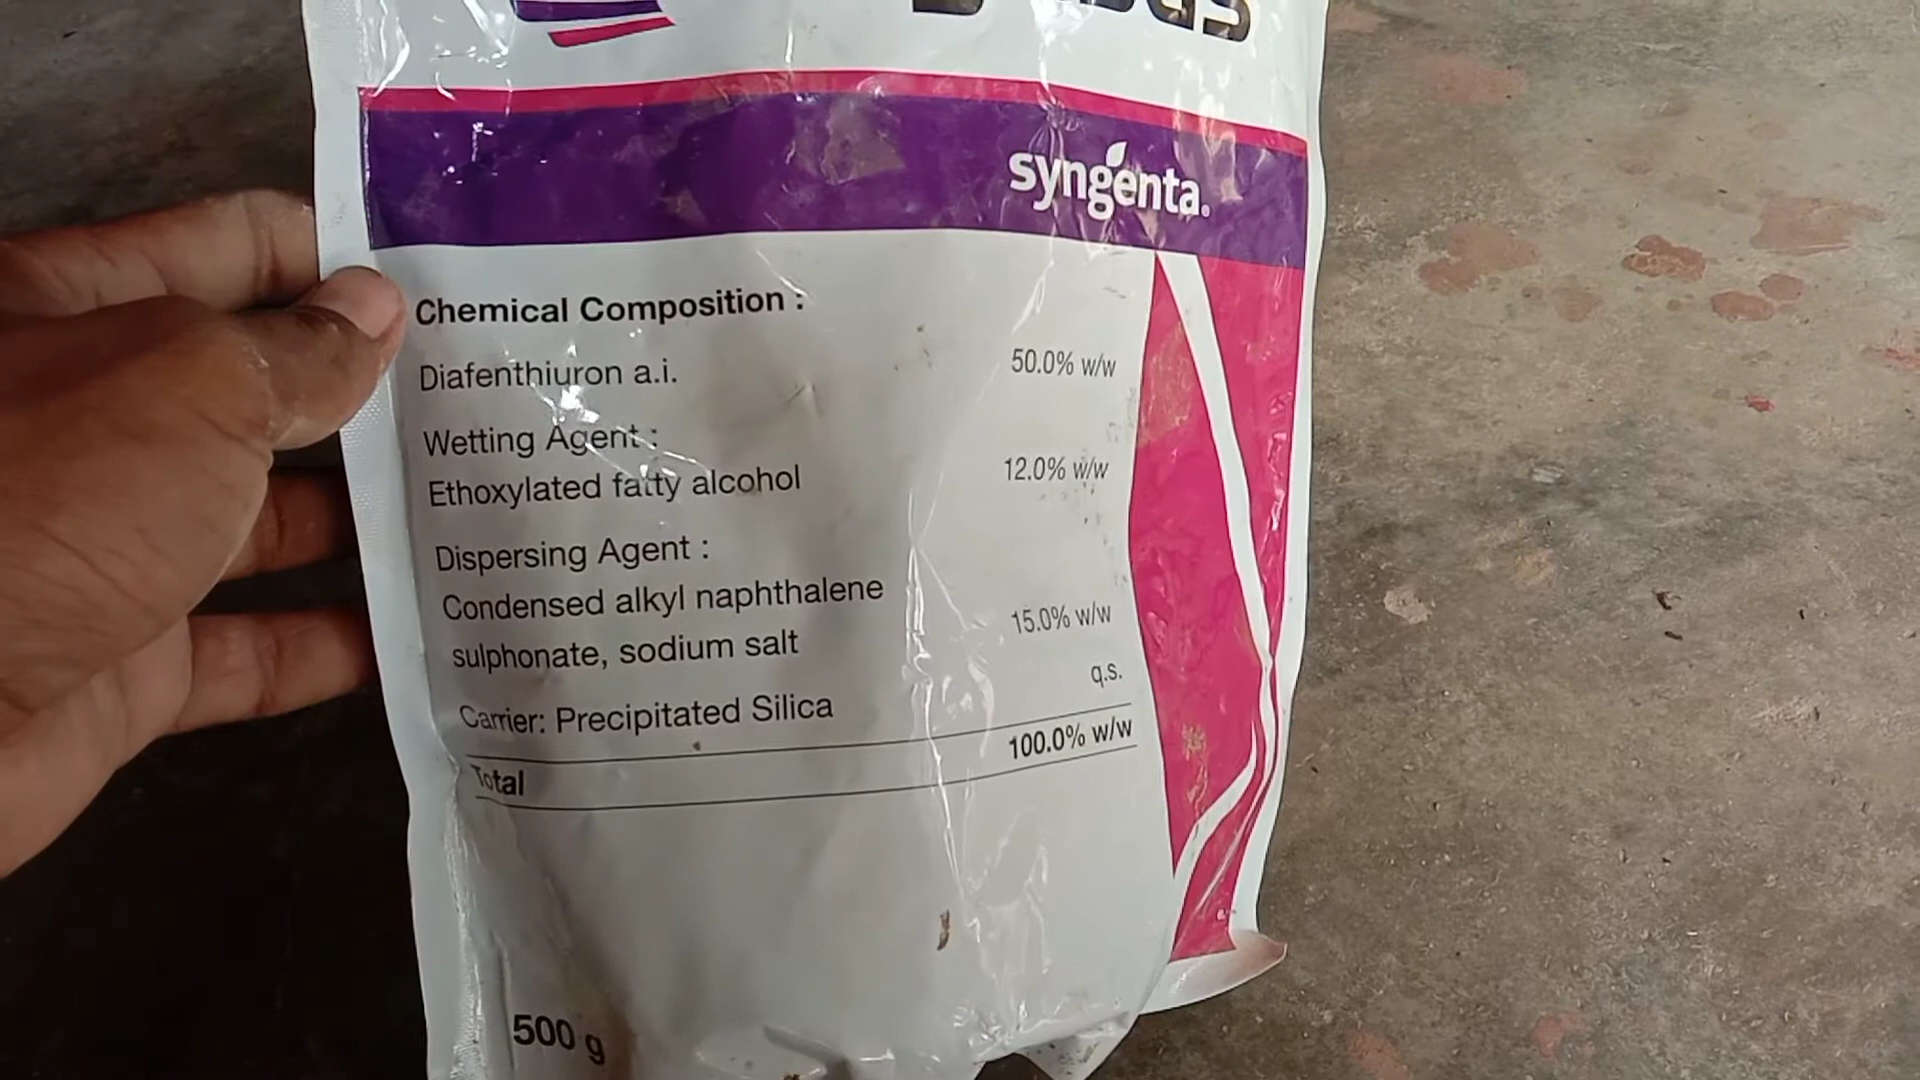 syngenta.
Chemical Composition :
Diafenthiuron a.i. 50.0% w/w
Wetting Agent :
Ethoxylated fatty alcohol 12.0% w/w
Dispersing Agent :
Condensed alkyl naphthalene
sulphonate, sodium salt 15.0% w/w
Carrier: Precipitated Silica q.s.
Total 100.0% w/w
500 g